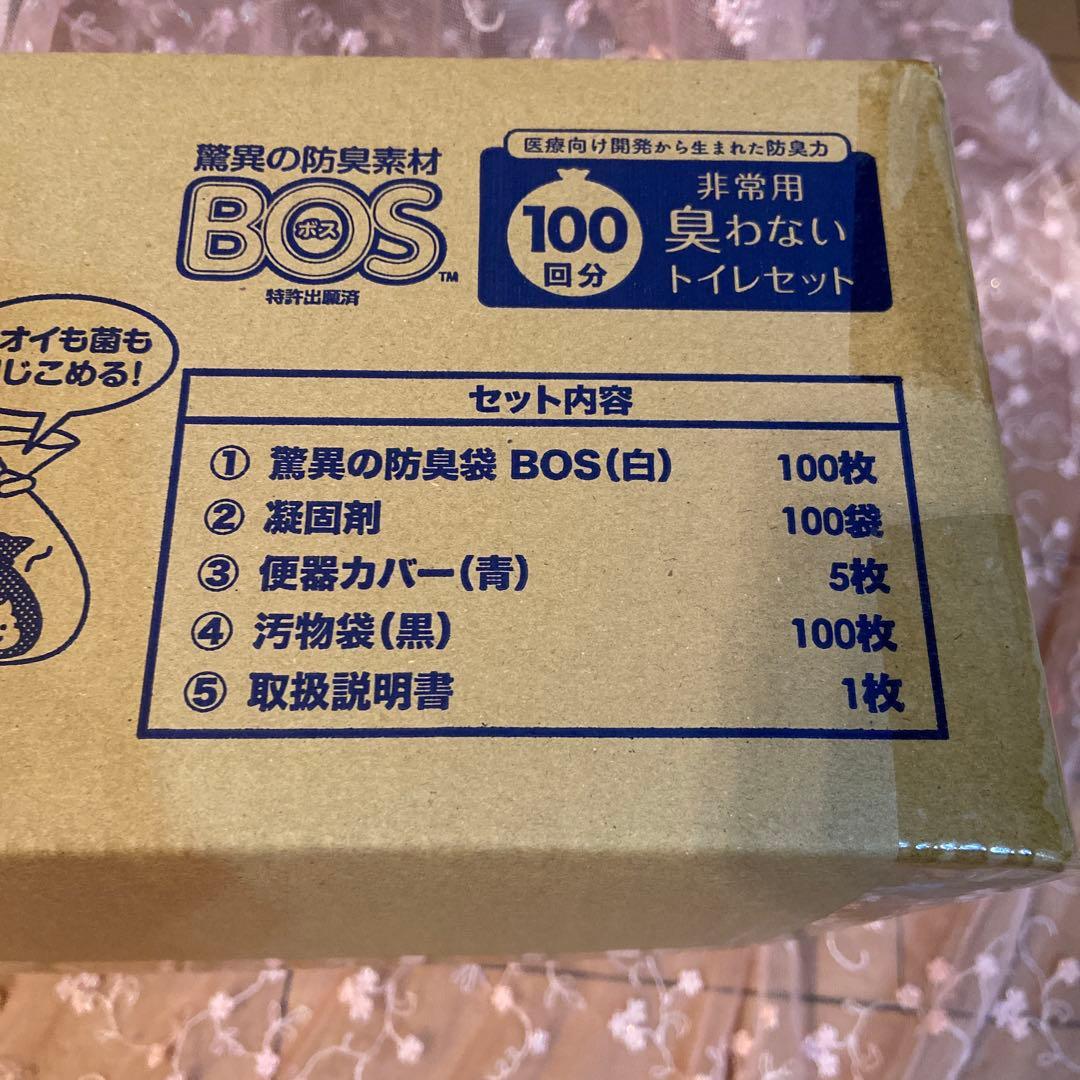 驚異の防臭素材
BOS
ボス
TM
特許出願済
医療向け開発から生まれた防臭力
100
回分
非常用
臭わない
トイレセット
オイも菌も
じこめる!
セット内容
① 驚異の防臭袋 BOS(白) 100枚
② 凝固剤 100袋
③ 便器カバー(青) 5枚
④ 汚物袋(黒) 100枚
⑤ 取扱説明書 1枚